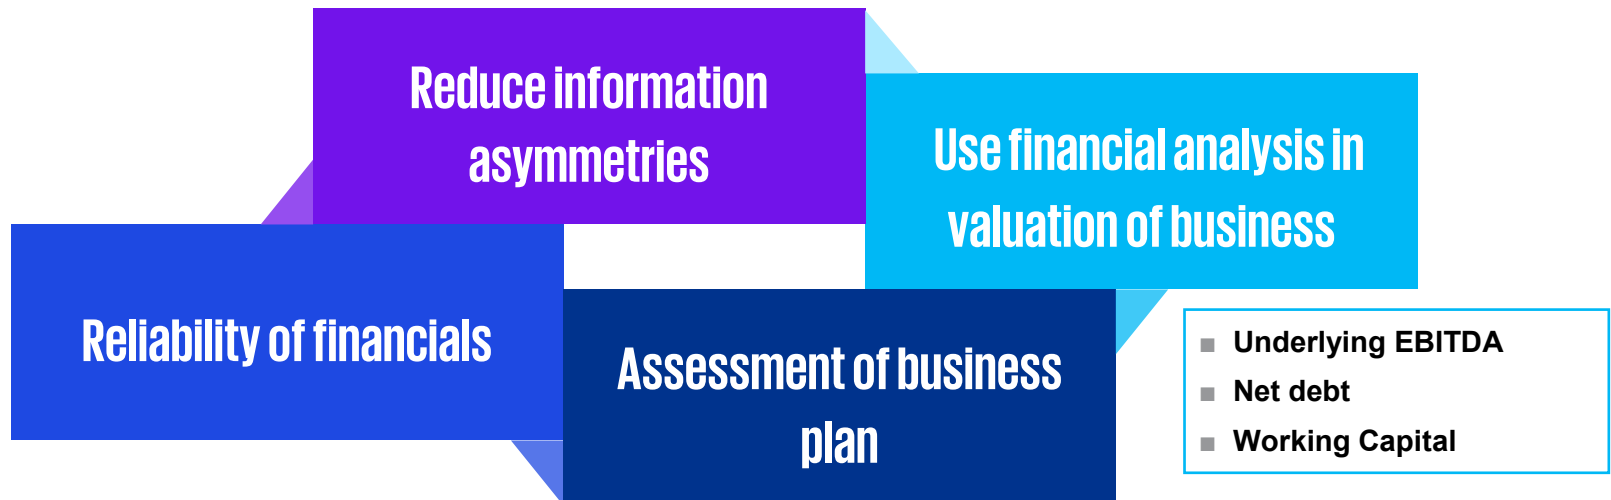 Reduce information
asymmetries
Use financial analysis in
valuation of business
Reliability of financials
Assessment of business
plan
■ Underlying EBITDA
■ Net debt
■ Working Capital